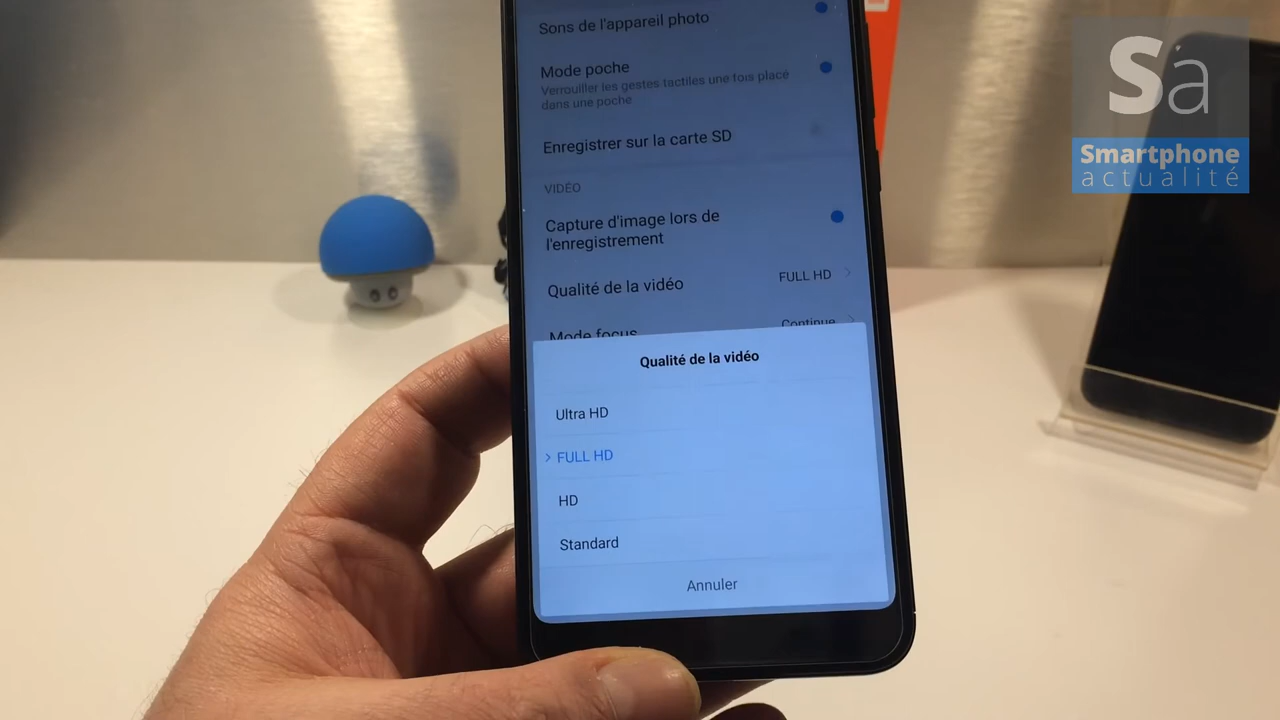 Sons de l'appareil photo
Mode poche
Verrouiller les gestes tactiles une fois placé
dans une poche
Enregistrer sur la carte SD
VIDÉO
Capture d'image lors de
l'enregistrement
Qualité de la vidéo FULL HD
Mode focus Continue
Qualité de la vidéo
Ultra HD
FULL HD
HD
Standard
Annuler
Sa
Smartphone
actualité